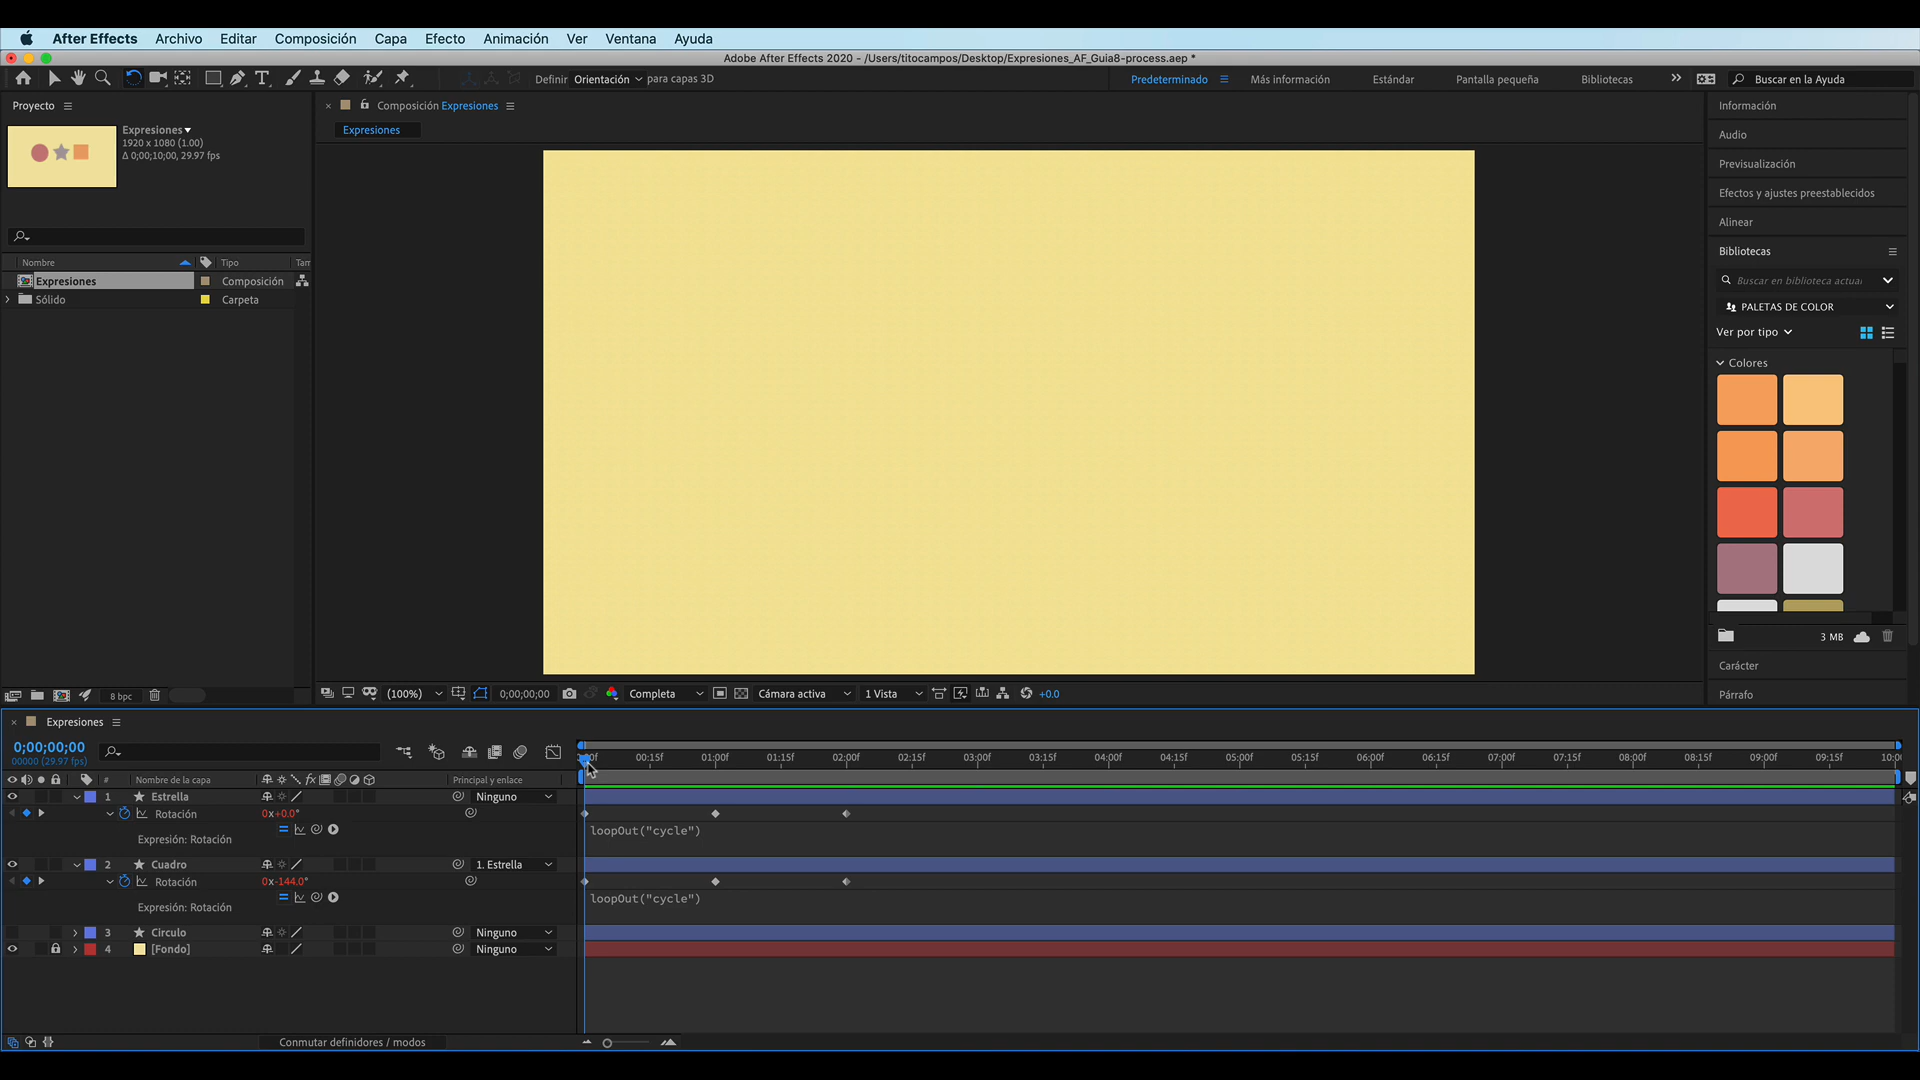 After Effects Archivo Editar Composición Capa Efecto Animación Ver Ventana Ayuda
Adobe After Effects 2020 - /Users/titocampos/Desktop/Expresiones_AF_Guia8-process.aep *
Definir Orientación para capas 3D Predeterminado Más información Estándar Pantalla pequeña Bibliotecas Buscar en la Ayuda
Proyecto
Composición Expresiones
Información
Expresiones
1920 x 1080 (1.00)
Δ 0;00;10;00, 29.97 fps
Expresiones
Audio
Previsualización
Efectos y ajustes preestablecidos
Alinear
Bibliotecas
Nombre Tipo Tam
Expresiones Composición
Sólido Carpeta
Buscar en biblioteca actual
PALETAS DE COLOR
Ver por tipo
Colores
3 MB
Carácter
Párrafo
8 bpc
(100%) 0;00;00;00 Completa Cámara activa 1 Vista +0.0
Expresiones
0;00;00;00
00000 (29.97 fps)
00:15f 01:00f 01:15f 02:00f 02:15f 03:00f 03:15f 04:00f 04:15f 05:00f 05:15f 06:00f 06:15f 07:00f 07:15f 08:00f 08:15f 09:00f 09:15f 10:0
# Nombre de la capa fx Principal y enlace
1 Estrella Ninguno
Rotación 0x+0.0°
Expresión: Rotación loopOut("cycle")
2 Cuadro 1. Estrella
Rotación 0x-144.0°
Expresión: Rotación loopOut("cycle")
3 Circulo Ninguno
4 [Fondo] Ninguno
Conmutar definidores / modos